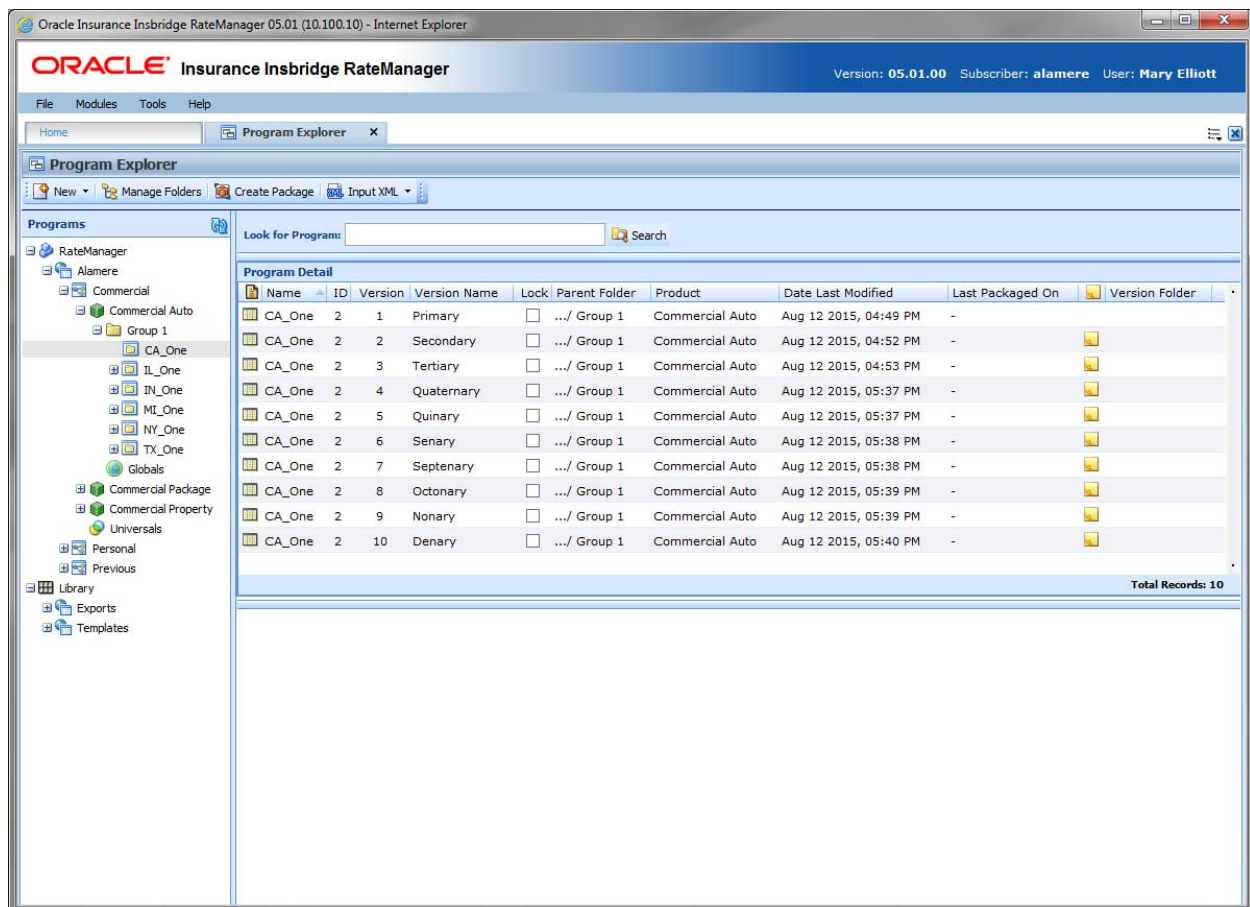 Oracle Insurance Insbridge RateManager 05.01 (10.100.10) - Internet Explorer
ORACLE Insurance Insbridge RateManager
Version: 05.01.00 Subscriber: alamere User: Mary Elliott
File Modules Tools Help
Home Program Explorer x
Program Explorer
New Manage Folders Create Package Input XML
Programs
RateManager
Alamere
Commercial
Commercial Auto
Group 1
CA_One
IL_One
IN_One
MI_One
NY_One
TX_One
Globals
Commercial Package
Commercial Property
Universals
Personal
Previous
Library
Exports
Templates
Look for Program: Search
Program Detail
Name ID Version Version Name Lock Parent Folder Product Date Last Modified Last Packaged On Version Folder
CA_One 2 1 Primary .../ Group 1 Commercial Auto Aug 12 2015, 04:49 PM -
CA_One 2 2 Secondary .../ Group 1 Commercial Auto Aug 12 2015, 04:52 PM -
CA_One 2 3 Tertiary .../ Group 1 Commercial Auto Aug 12 2015, 04:53 PM -
CA_One 2 4 Quaternary .../ Group 1 Commercial Auto Aug 12 2015, 05:37 PM -
CA_One 2 5 Quinary .../ Group 1 Commercial Auto Aug 12 2015, 05:37 PM -
CA_One 2 6 Senary .../ Group 1 Commercial Auto Aug 12 2015, 05:38 PM -
CA_One 2 7 Septenary .../ Group 1 Commercial Auto Aug 12 2015, 05:38 PM -
CA_One 2 8 Octonary .../ Group 1 Commercial Auto Aug 12 2015, 05:39 PM -
CA_One 2 9 Nonary .../ Group 1 Commercial Auto Aug 12 2015, 05:39 PM -
CA_One 2 10 Denary .../ Group 1 Commercial Auto Aug 12 2015, 05:40 PM -
Total Records: 10